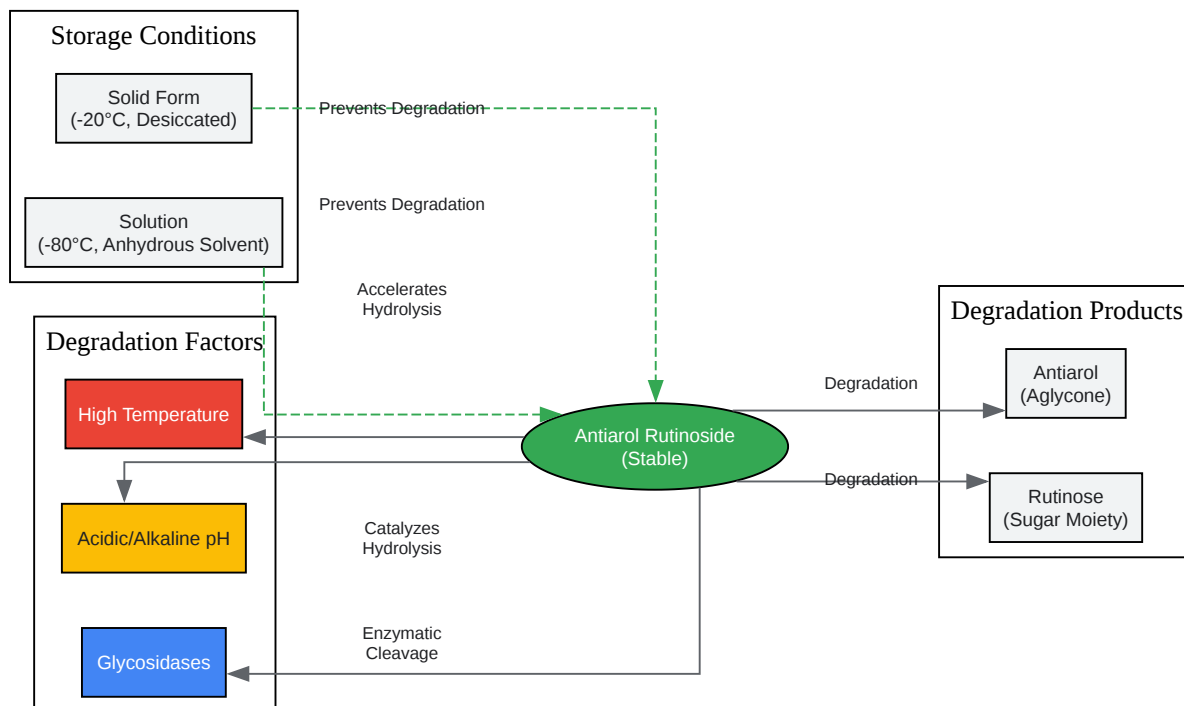 Storage Conditions
Solid Form
(-20°C, Desiccated)
Prevents Degradation
Solution
(-80°C, Anhydrous Solvent)
Prevents Degradation
Accelerates
Hydrolysis
Degradation Factors
High Temperature
Acidic/Alkaline pH
Catalyzes
Hydrolysis
Glycosidases
Enzymatic
Cleavage
Antiarol Rutinoside
(Stable)
Degradation
Degradation
Degradation Products
Antiarol
(Aglycone)
Rutinose
(Sugar Moiety)